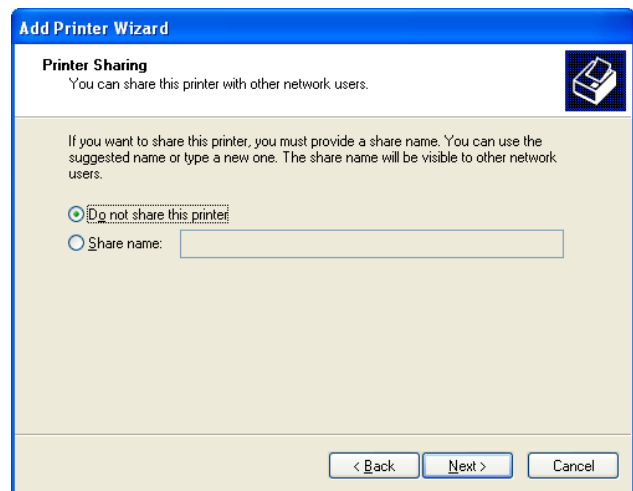 Add Printer Wizard
Printer Sharing
You can share this printer with other network users.
If you want to share this printer, you must provide a share name. You can use the
suggested name or type a new one. The share name will be visible to other network
users.
Do not share this printer
Share name:
< Back
Next >
Cancel